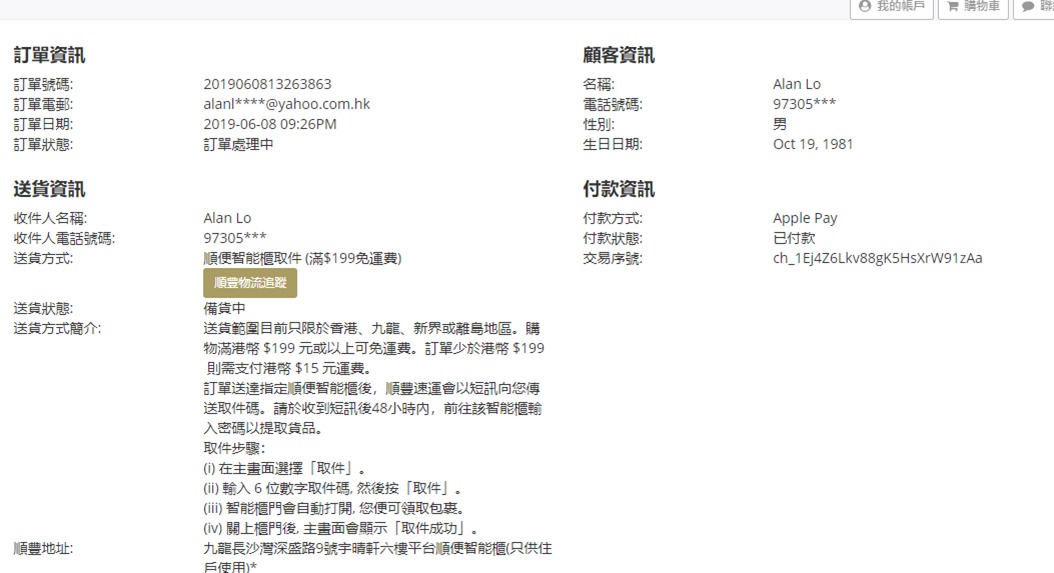 我的帳戶
購物車
訂單資訊
訂單號碼: 2019060813263863
訂單電郵: alanl****@yahoo.com.hk
訂單日期: 2019-06-08 09:26PM
訂單狀態: 訂單處理中
顧客資訊
名稱: Alan Lo
電話號碼: 97305***
性別: 男
生日日期: Oct 19, 1981
送貨資訊
收件人名稱: Alan Lo
收件人電話號碼: 97305***
送貨方式: 順便智能櫃取件 (滿$199免運費)
順豐物流追蹤
送貨狀態: 備貨中
送貨方式簡介: 送貨範圍目前只限於香港、九龍、新界或離島地區。購
物滿港幣 $199 元或以上可免運費。訂單少於港幣 $199
則需支付港幣 $15 元運費。
訂單送達指定順便智能櫃後，順豐速運會以短訊向您傳
送取件碼。請於收到短訊後48小時內，前往該智能櫃輸
入密碼以提取貨品。
取件步驟：
(i) 在主畫面選擇「取件」。
(ii) 輸入 6 位數字取件碼, 然後按「取件」。
(iii) 智能櫃門會自動打開, 您便可領取包裹。
(iv) 關上櫃門後, 主畫面會顯示「取件成功」。
順豐地址: 九龍長沙灣深盛路9號宇晴軒六樓平台順便智能櫃(只供住
戶使用)*
付款資訊
付款方式: Apple Pay
付款狀態: 已付款
交易序號: ch_1Ej4Z6Lkv88gK5HsXrW91zAa